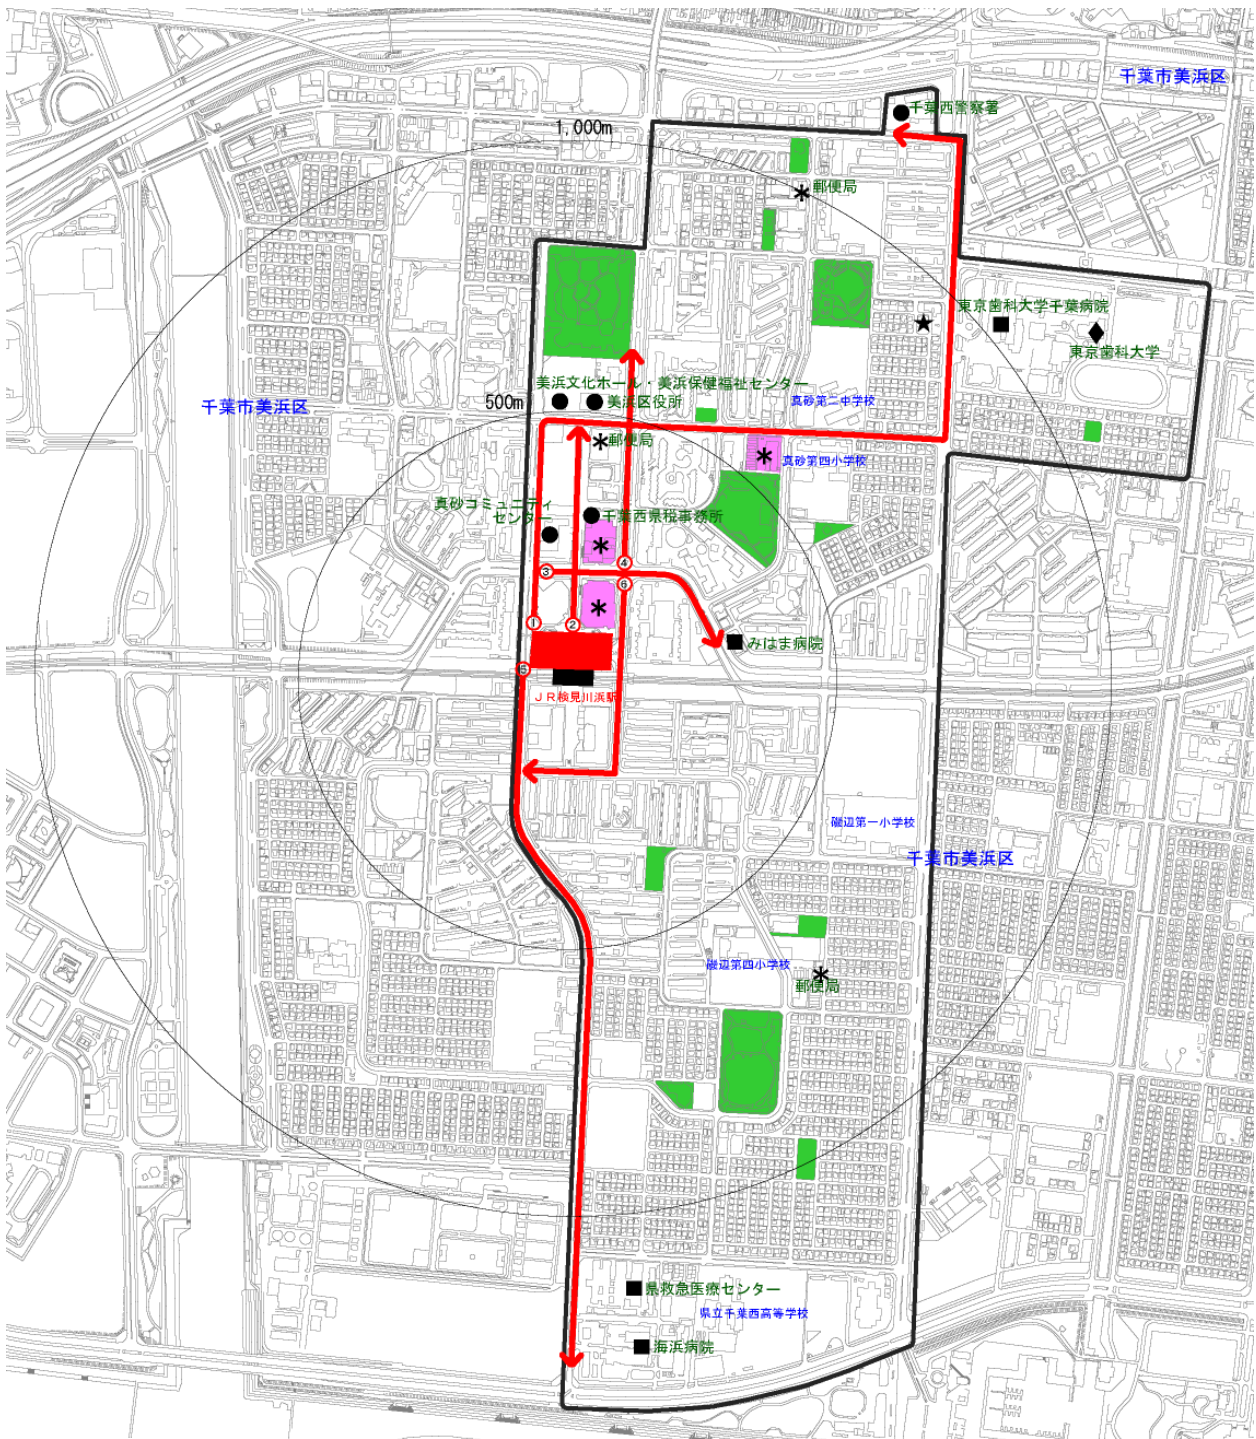 千葉市美浜区
千葉西警察署
1,000m
郵便局
東京歯科大学千葉病院
東京歯科大学
美浜文化ホール・美浜保健福祉センター
500m
美浜区役所
千葉市美浜区
真砂第二中学校
郵便局
真砂第四小学校
真砂コミュニティ
センター
千葉西県税事務所
④
③
⑥
①
②
みはま病院
⑤
JR検見川浜駅
磯辺第一小学校
千葉市美浜区
磯辺第四小学校
郵便局
県救急医療センター
県立千葉西高等学校
海浜病院